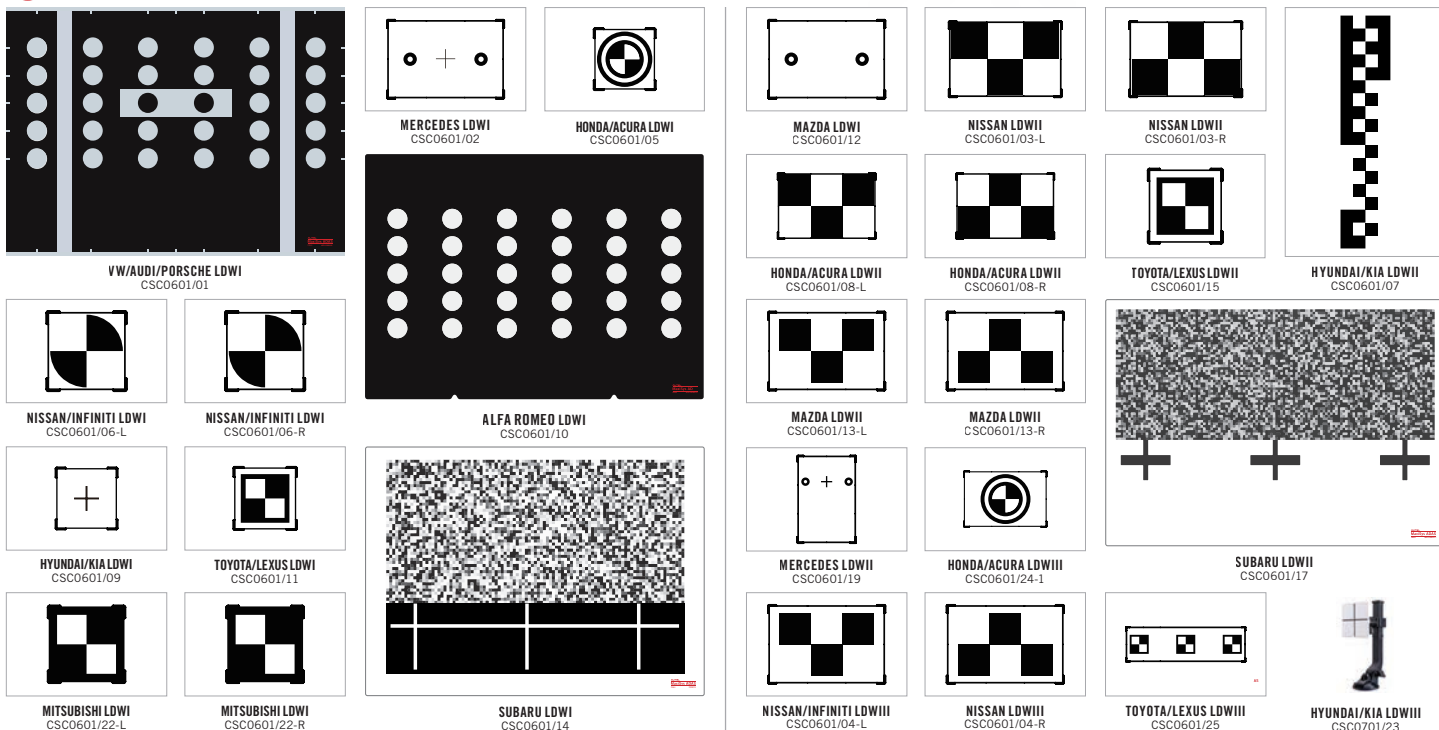 VW/AUDI/PORSCHE LDWI
CSC0601/01
MERCEDES LDWI
CSC0601/02
HONDA/ACURA LDWI
CSC0601/05
NISSAN/INFINITI LDWI
CSC0601/06-L
NISSAN/INFINITI LDWI
CSC0601/06-R
ALFA ROMEO LDWI
CSC0601/10
HYUNDAI/KIA LDWI
CSC0601/09
TOYOTA/LEXUS LDWI
CSC0601/11
MITSUBISHI LDWI
CSC0601/22-L
MITSUBISHI LDWI
CSC0601/22-R
SUBARU LDWI
CSC0601/14
MAZDA LDWI
CSC0601/12
NISSAN LDWII
CSC0601/03-L
NISSAN LDWII
CSC0601/03-R
HONDA/ACURA LDWII
CSC0601/08-L
HONDA/ACURA LDWII
CSC0601/08-R
TOYOTA/LEXUS LDWII
CSC0601/15
HYUNDAI/KIA LDWII
CSC0601/07
MAZDA LDWII
CSC0601/13-L
MAZDA LDWII
CSC0601/13-R
MERCEDES LDWII
CSC0601/19
HONDA/ACURA LDWIII
CSC0601/24-1
SUBARU LDWII
CSC0601/17
NISSAN/INFINITI LDWIII
CSC0601/04-L
NISSAN LDWIII
CSC0601/04-R
TOYOTA/LEXUS LDWIII
CSC0601/25
HYUNDAI/KIA LDWIII
CSC0701/23